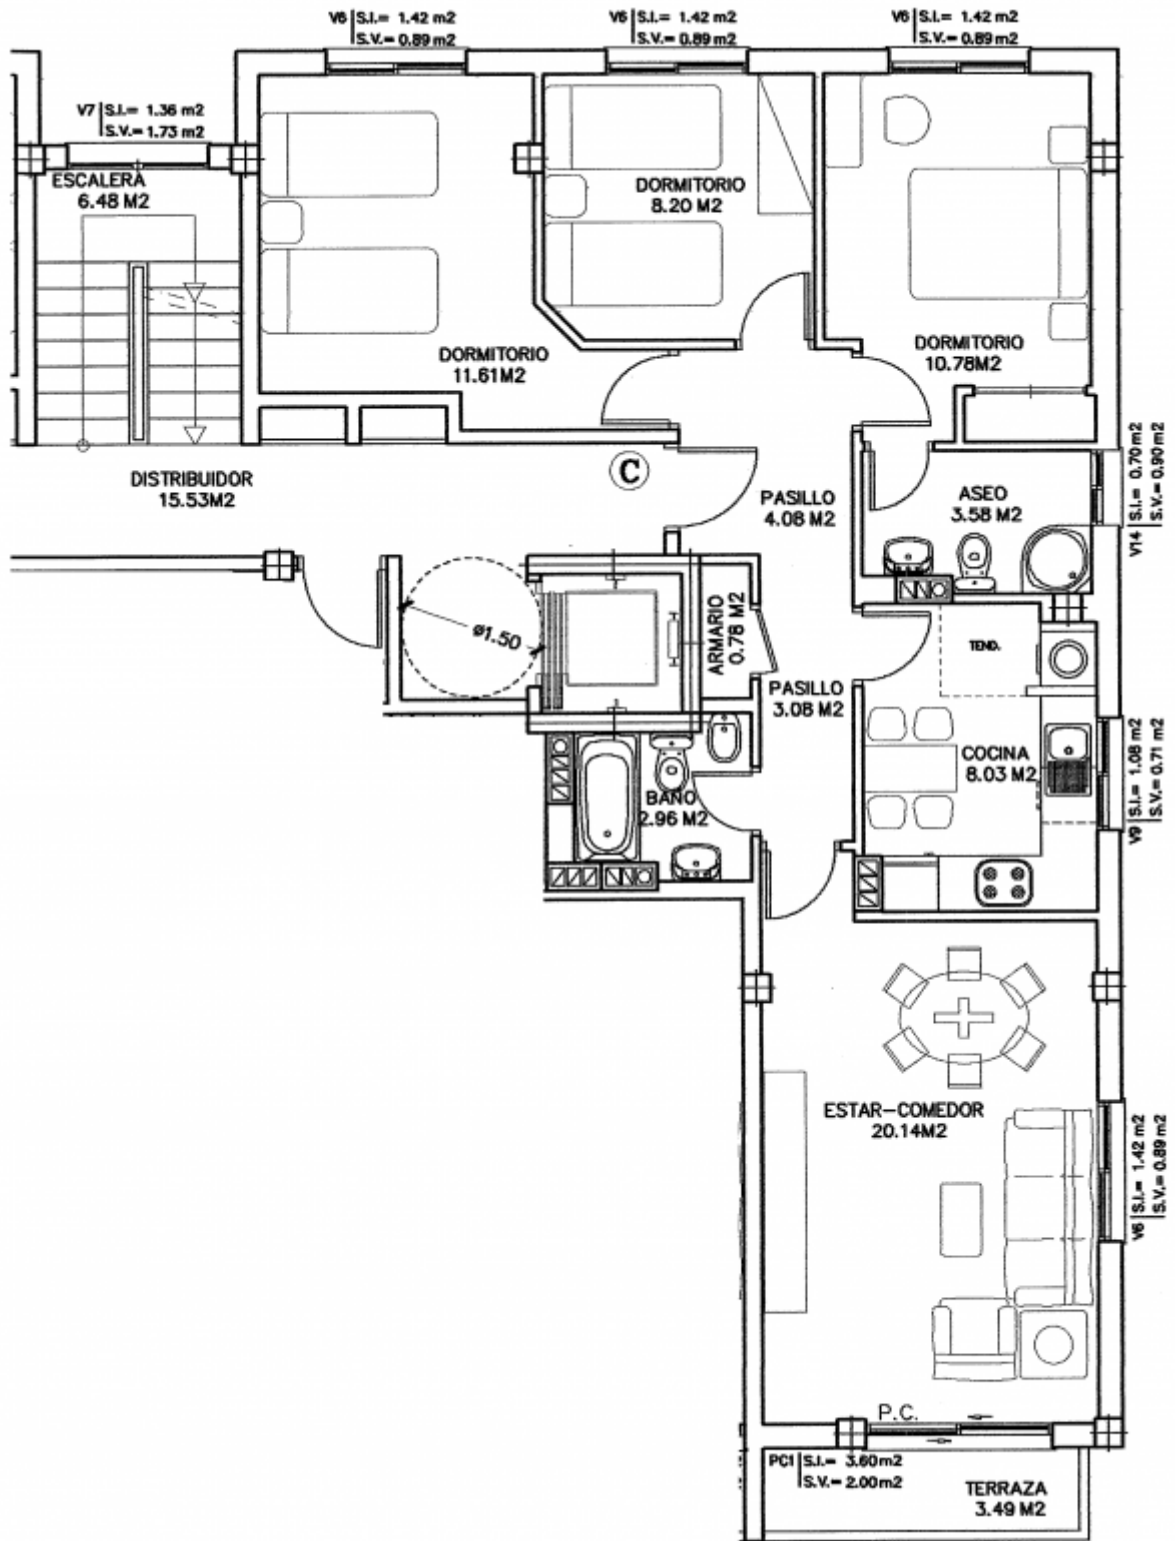 V6 S.I.= 1.42 m2
S.V.= 0.89 m2
V6 S.I.= 1.42 m2
S.V.= 0.89 m2
V6 S.I.= 1.42 m2
S.V.= 0.89 m2
V7 S.I.= 1.36 m2
S.V.= 1.73 m2
ESCALERA
6.48 M2
DORMITORIO
8.20 M2
DORMITORIO
11.61M2
DORMITORIO
10.78M2
DISTRIBUIDOR
15.53M2
C
PASILLO
4.08 M2
ASEO
3.58 M2
V14 S.I.= 0.70 m2
S.V.= 0.90 m2
ø1.50
ARMARIO
0.78 M2
TEND.
PASILLO
3.08 M2
COCINA
8.03 M2
V9 S.I.= 1.08 m2
S.V.= 0.71 m2
BAÑO
2.96 M2
ESTAR-COMEDOR
20.14M2
V6 S.I.= 1.42 m2
S.V.= 0.89 m2
P.C.
PC1 S.I.= 3.60m2
S.V.= 2.00m2
TERRAZA
3.49 M2